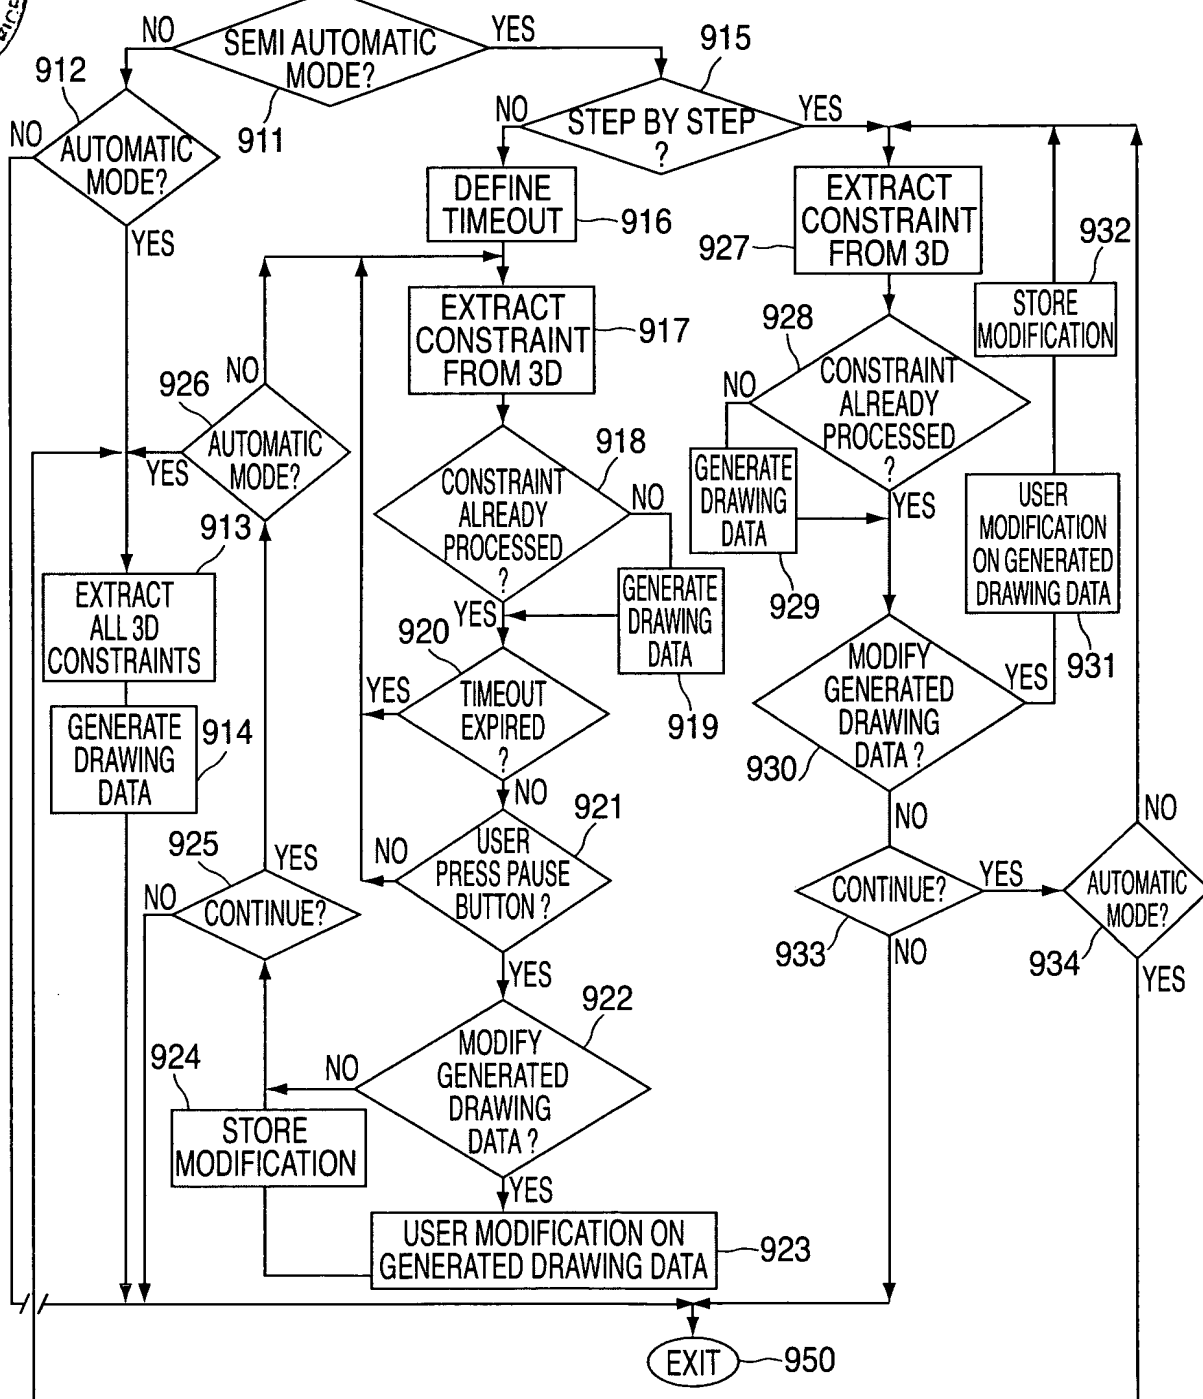 NO
SEMI AUTOMATIC
MODE?
YES
911
912
NO
AUTOMATIC
MODE?
YES
915
NO
STEP BY STEP
?
YES
DEFINE
TIMEOUT
916
EXTRACT
CONSTRAINT
FROM 3D
917
CONSTRAINT
ALREADY
PROCESSED
?
918
NO
YES
GENERATE
DRAWING
DATA
919
920
YES
TIMEOUT
EXPIRED
?
NO
921
NO
USER
PRESS PAUSE
BUTTON ?
YES
922
NO
MODIFY
GENERATED
DRAWING
DATA ?
YES
USER MODIFICATION ON
GENERATED DRAWING DATA
923
924
STORE
MODIFICATION
925
NO
CONTINUE?
YES
926
NO
AUTOMATIC
MODE?
YES
913
EXTRACT
ALL 3D
CONSTRAINTS
GENERATE
DRAWING
DATA
914
EXTRACT
CONSTRAINT
FROM 3D
927
928
NO
CONSTRAINT
ALREADY
PROCESSED
?
YES
GENERATE
DRAWING
DATA
929
MODIFY
GENERATED
DRAWING
DATA ?
930
YES
NO
USER
MODIFICATION
ON GENERATED
DRAWING DATA
931
932
STORE
MODIFICATION
CONTINUE?
933
YES
NO
AUTOMATIC
MODE?
934
NO
YES
EXIT
950